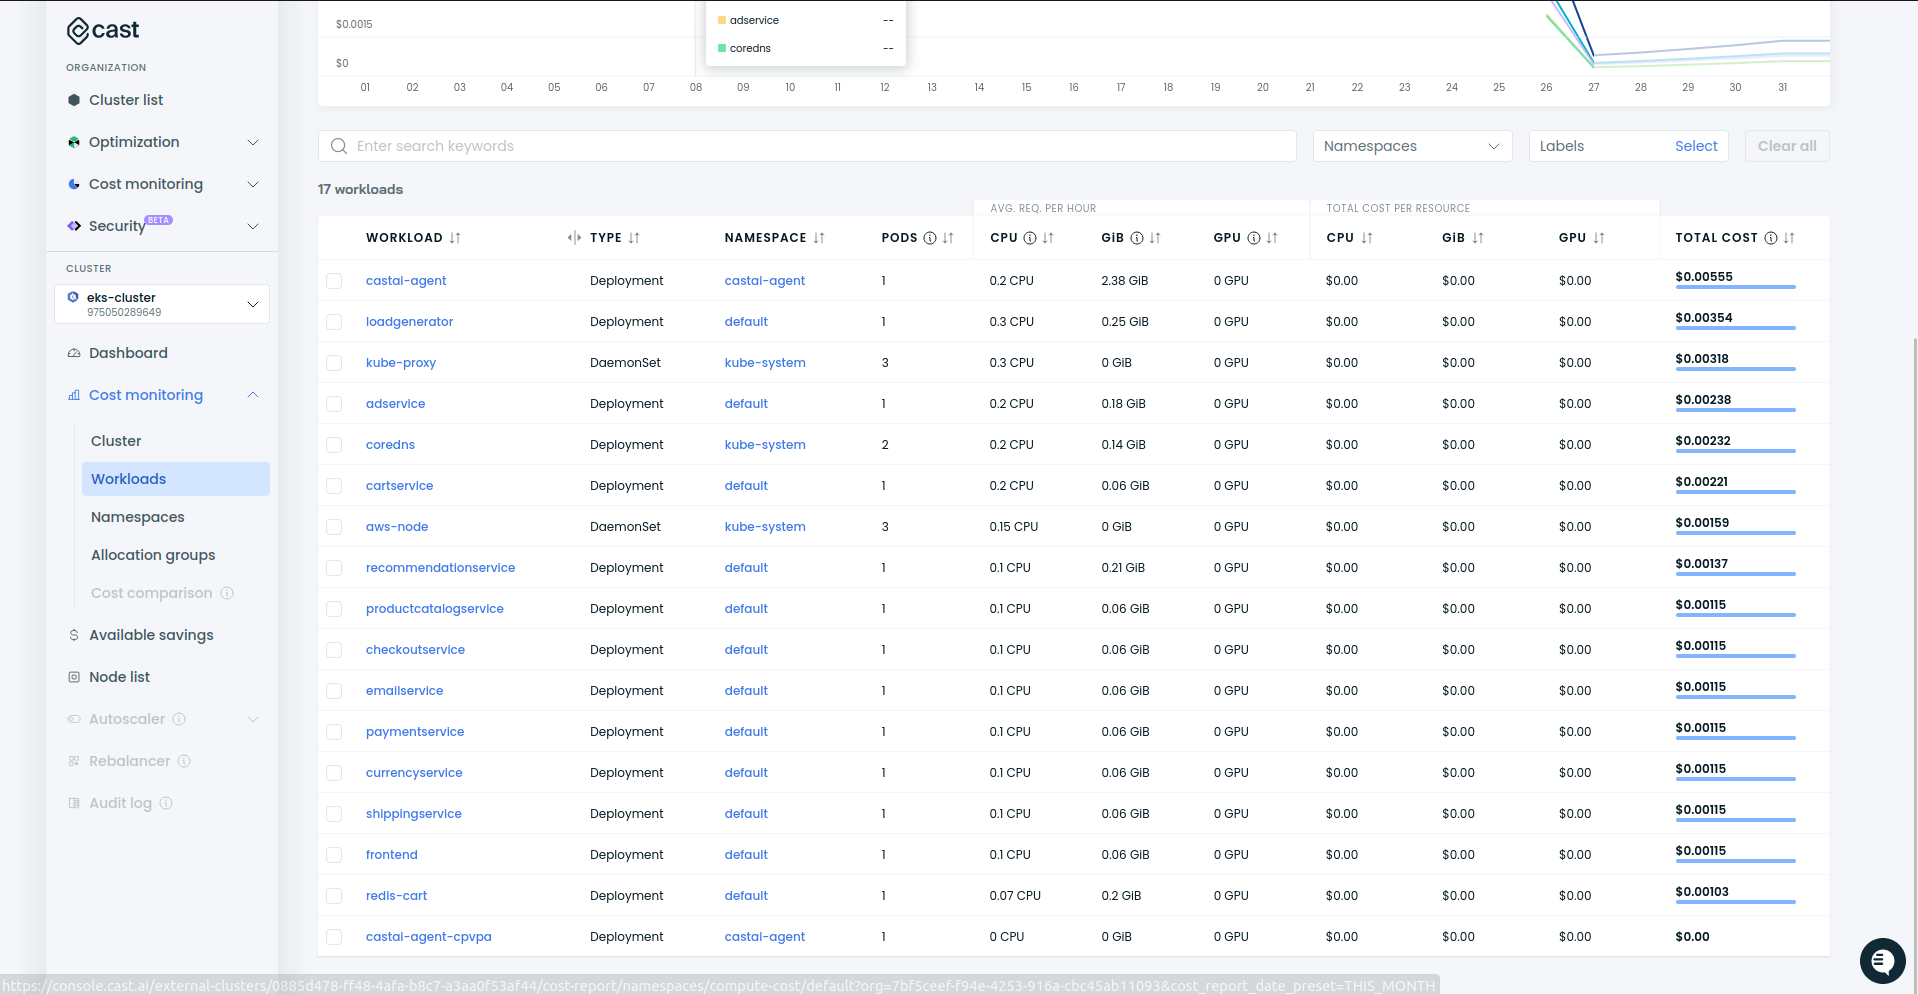 cast
ORGANIZATION
Cluster list
Optimization
Cost monitoring
Security BETA
CLUSTER
eks-cluster
975050289649
Dashboard
Cost monitoring
Cluster
Workloads
Namespaces
Allocation groups
Cost comparison
Available savings
Node list
Autoscaler
Rebalancer
Audit log
$0.0015
$0
adservice --
coredns --
01 02 03 04 05 06 07 08 09 10 11 12 13 14 15 16 17 18 19 20 21 22 23 24 25 26 27 28 29 30 31
Enter search keywords Namespaces Labels Select Clear all
17 workloads
AVG. REQ. PER HOUR TOTAL COST PER RESOURCE
WORKLOAD TYPE NAMESPACE PODS CPU GiB GPU CPU GiB GPU TOTAL COST
castai-agent Deployment castai-agent 1 0.2 CPU 2.38 GiB 0 GPU $0.00 $0.00 $0.00 $0.00555
loadgenerator Deployment default 1 0.3 CPU 0.25 GiB 0 GPU $0.00 $0.00 $0.00 $0.00354
kube-proxy DaemonSet kube-system 3 0.3 CPU 0 GiB 0 GPU $0.00 $0.00 $0.00 $0.00318
adservice Deployment default 1 0.2 CPU 0.18 GiB 0 GPU $0.00 $0.00 $0.00 $0.00238
coredns Deployment kube-system 2 0.2 CPU 0.14 GiB 0 GPU $0.00 $0.00 $0.00 $0.00232
cartservice Deployment default 1 0.2 CPU 0.06 GiB 0 GPU $0.00 $0.00 $0.00 $0.00221
aws-node DaemonSet kube-system 3 0.15 CPU 0 GiB 0 GPU $0.00 $0.00 $0.00 $0.00159
recommendationservice Deployment default 1 0.1 CPU 0.21 GiB 0 GPU $0.00 $0.00 $0.00 $0.00137
productcatalogservice Deployment default 1 0.1 CPU 0.06 GiB 0 GPU $0.00 $0.00 $0.00 $0.00115
checkoutservice Deployment default 1 0.1 CPU 0.06 GiB 0 GPU $0.00 $0.00 $0.00 $0.00115
emailservice Deployment default 1 0.1 CPU 0.06 GiB 0 GPU $0.00 $0.00 $0.00 $0.00115
paymentservice Deployment default 1 0.1 CPU 0.06 GiB 0 GPU $0.00 $0.00 $0.00 $0.00115
currencyservice Deployment default 1 0.1 CPU 0.06 GiB 0 GPU $0.00 $0.00 $0.00 $0.00115
shippingservice Deployment default 1 0.1 CPU 0.06 GiB 0 GPU $0.00 $0.00 $0.00 $0.00115
frontend Deployment default 1 0.1 CPU 0.06 GiB 0 GPU $0.00 $0.00 $0.00 $0.00115
redis-cart Deployment default 1 0.07 CPU 0.2 GiB 0 GPU $0.00 $0.00 $0.00 $0.00103
castai-agent-cpvpa Deployment castai-agent 1 0 CPU 0 GiB 0 GPU $0.00 $0.00 $0.00 $0.00
https://console.cast.ai/external-clusters/0885d478-ff48-4afa-b8c7-a3aa0f53af44/cost-report/namespaces/compute-cost/default?org=7bf5ceef-f94e-4253-916a-cbc45ab11093&cost_report_date_preset=THIS_MONTH